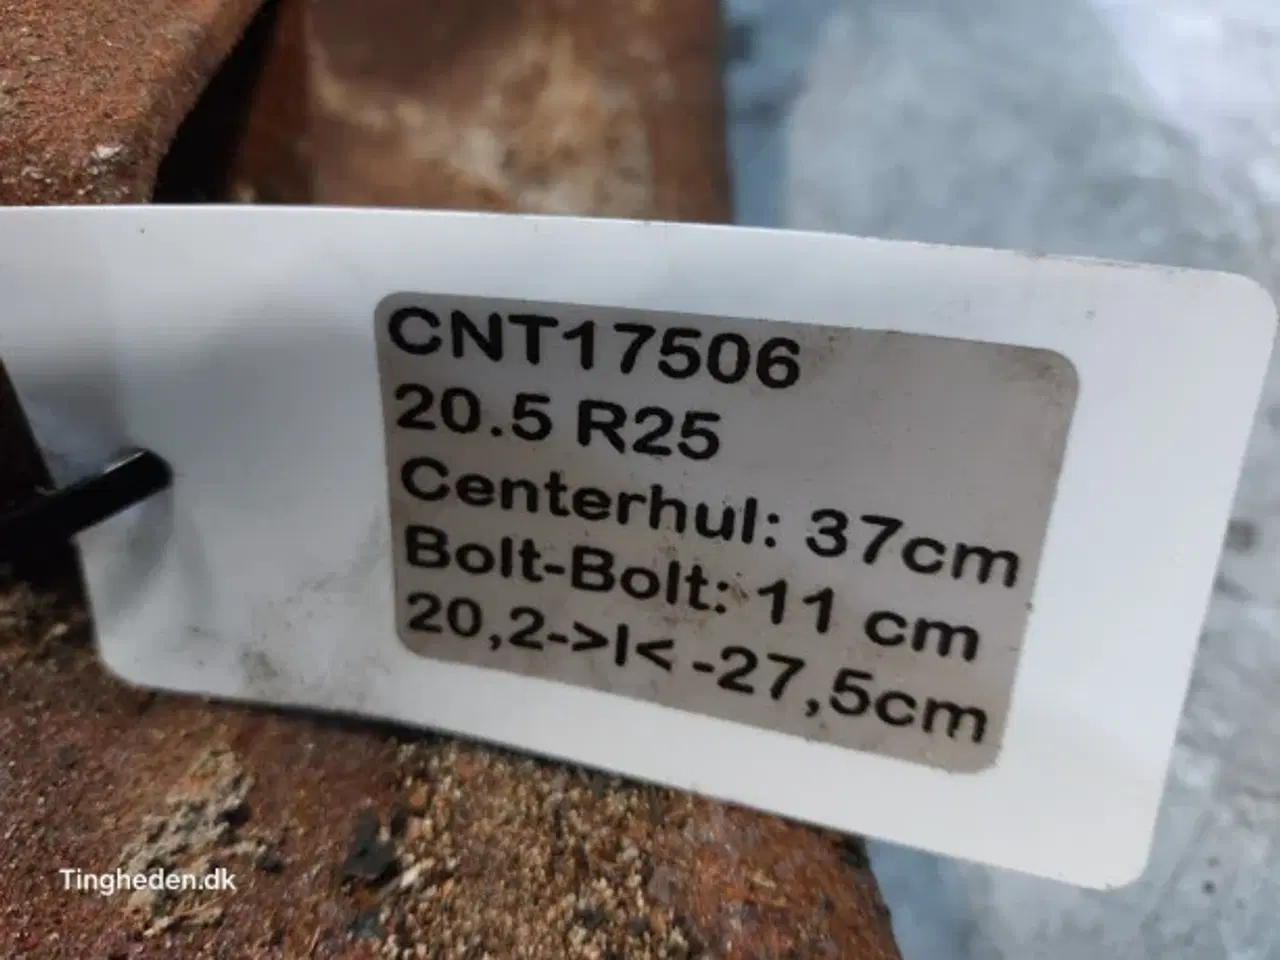 CNT17506
20.5 R25
Centerhul: 37cm
Bolt-Bolt: 11 cm
20,2->I< -27,5cm
Tingheden.dk